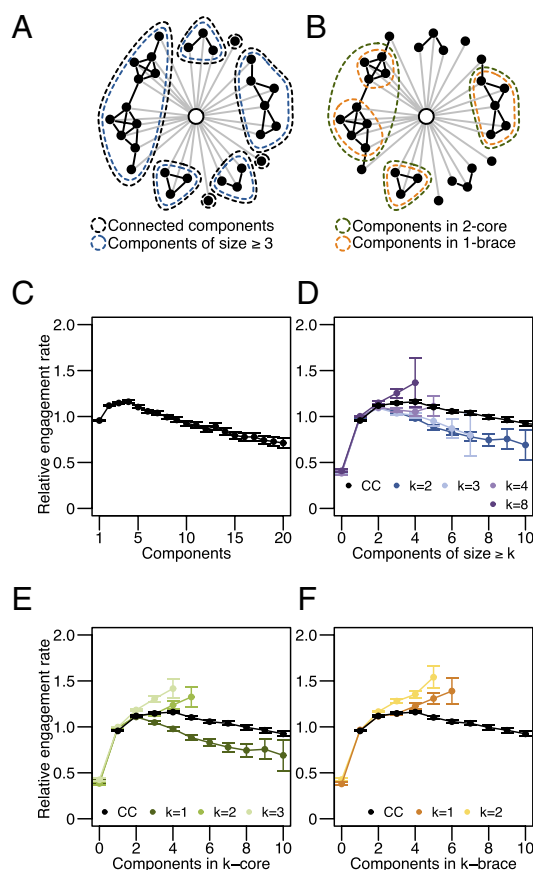 A
B
Connected components
Components of size ≥ 3
Components in 2-core
Components in 1-brace
C
D
Relative engagement rate
2.0
1.5
1.0
0.5
0
1
5
10
15
20
Components
2.0
1.5
1.0
0.5
0
CC
k=2
k=3
k=4
k=8
0
2
4
6
8
10
Components of size ≥ k
E
F
Relative engagement rate
2.0
1.5
1.0
0.5
0
CC
k=1
k=2
k=3
0
2
4
6
8
10
Components in k−core
2.0
1.5
1.0
0.5
0
CC
k=1
k=2
0
2
4
6
8
10
Components in k−brace